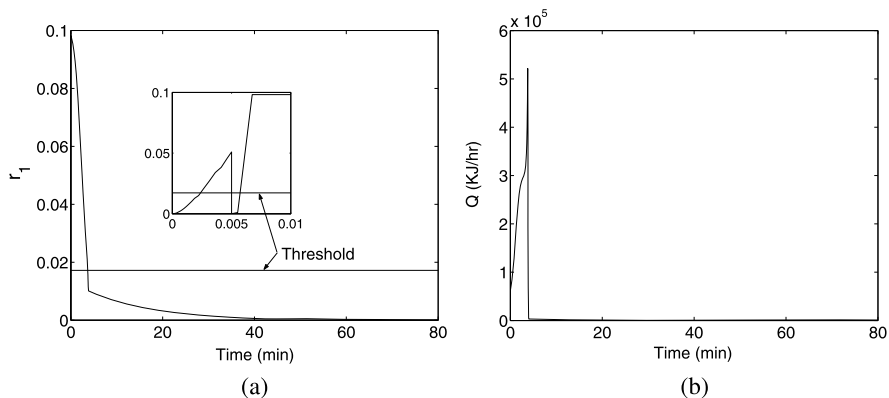 0.1
0.08
0.06
0.04
0.02
0
r1
0.1
0.05
0
0 0.005 0.01
Threshold
0 20 40 60 80
Time (min)
(a)
6 x 10^5
5
4
3
2
1
0
Q (KJ/hr)
0 20 40 60 80
Time (min)
(b)